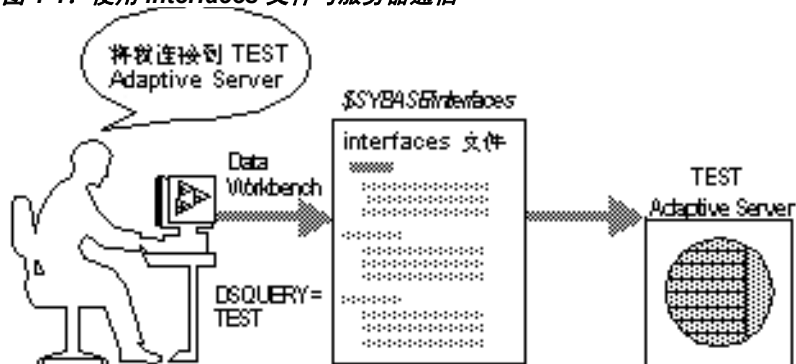 图 1-1：使用 interfaces 文件与服务器通信
将我连接到 TEST
Adaptive Server
$SYBASE/interfaces
interfaces 文件
Data
Workbench
DSQUERY=
TEST
TEST
Adaptive Server